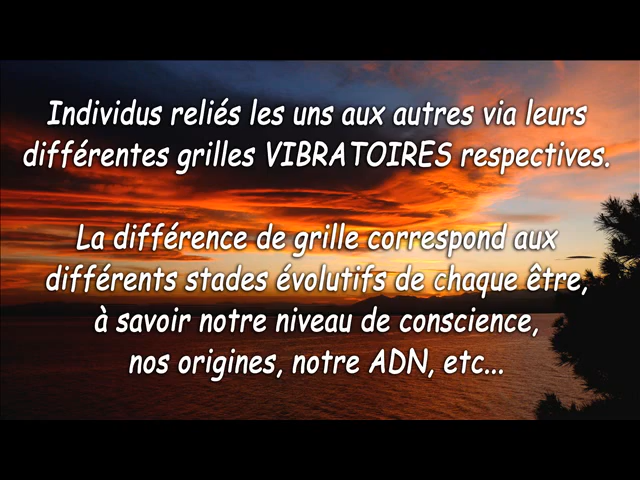 Individus reliés les uns aux autres via leurs
différentes grilles VIBRATOIRES respectives.
La différence de grille correspond aux
différents stades évolutifs de chaque être,
à savoir notre niveau de conscience,
nos origines, notre ADN, etc...